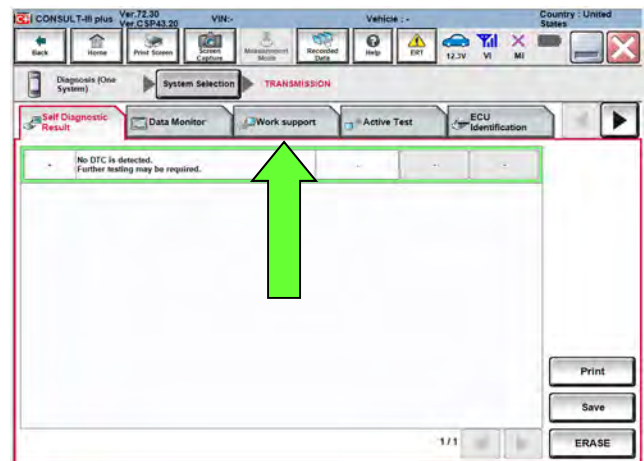 CONSULT-III plus Ver.72.30 VIN:- Vehicle : - Country : United
Ver.CSP43.20 States
Back Home Print Screen Screen Capture Measurement Mode Recorded Data Help ERT 12.3V VI MI
Diagnosis (One System) System Selection TRANSMISSION
Self Diagnostic Result Data Monitor Work support Active Test ECU Identification
- No DTC is detected. - - -
Further testing may be required.
Print
Save
1/1 ERASE